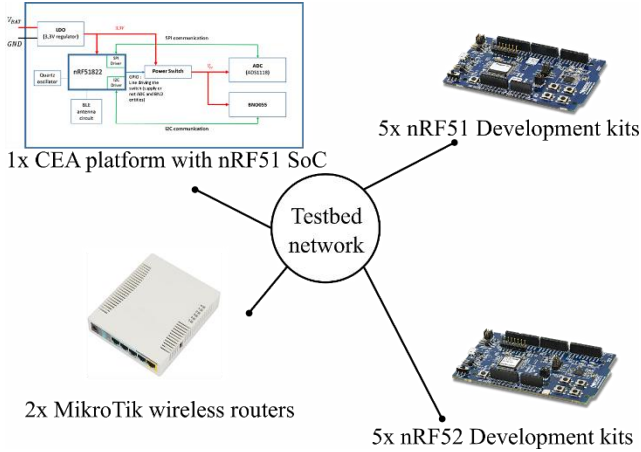 V_BAT
GND
LDO
(3,3V regulator)
3,3V
SPI communication
nRF51822
SPI
Driver
I2C
Driver
Quartz
oscillator
BLE
antenna
circuit
GPIO
Line driving the
switch (supply or
not ADC and BNO
entities)
Power Switch
ADC
(ADS1118)
BNO055
I2C communication
1x CEA platform with nRF51 SoC
5x nRF51 Development kits
Testbed
network
2x MikroTik wireless routers
5x nRF52 Development kits